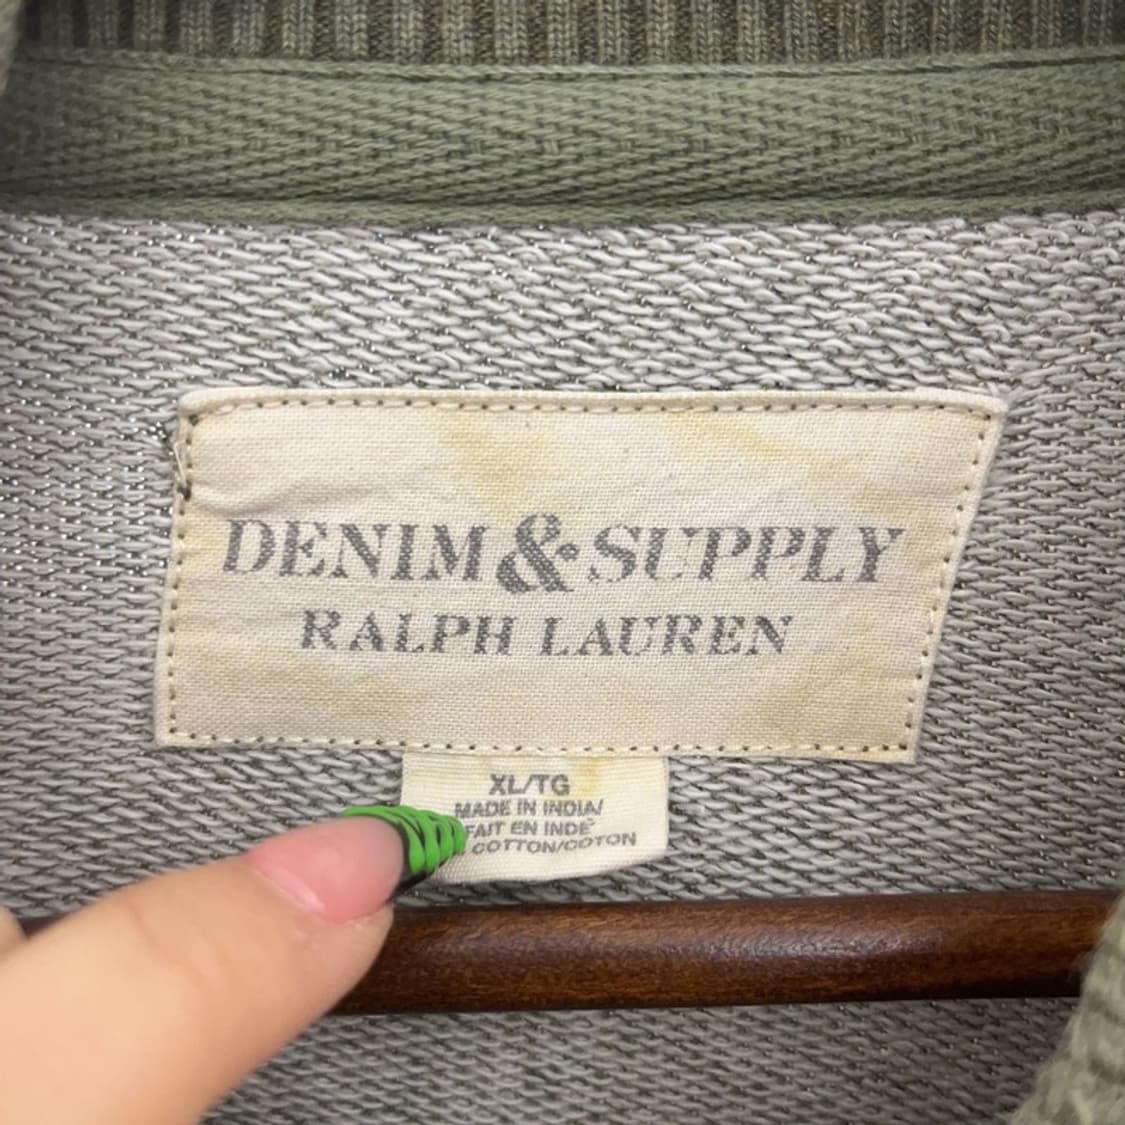 DENIM & SUPPLY
RALPH LAUREN
XL/TG
MADE IN INDIA/
FAIT EN INDE
COTTON/COTON